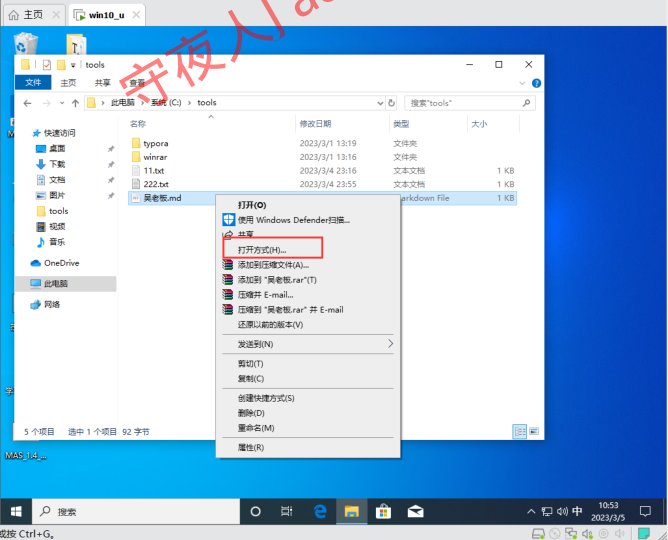 主页
win10_u
守夜人J
tools
文件
主页
共享
查看
此电脑 > 系统 (C:) > tools
搜索"tools"
名称
修改日期
类型
大小
快速访问
桌面
下载
文档
图片
tools
视频
音乐
OneDrive
此电脑
网络
typora 2023/3/1 13:19 文件夹
winrar 2023/3/1 13:16 文件夹
11.txt 2023/3/4 23:16 文本文档 1 KB
222.txt 2023/3/4 23:55 文本文档 1 KB
吴老板.md arkdown File 1 KB
打开(O)
使用 Windows Defender扫描...
共享
打开方式(H)...
添加到压缩文件(A)...
添加到 "吴老板.rar"(T)
压缩并 E-mail...
压缩到 "吴老板.rar" 并 E-mail
还原以前的版本(V)
发送到(N)
剪切(T)
复制(C)
创建快捷方式(S)
删除(D)
重命名(M)
属性(R)
5 个项目
选中 1 个项目 92 字节
MAS_1.4_...
搜索
中
10:53
2023/3/5
或按 Ctrl+G。